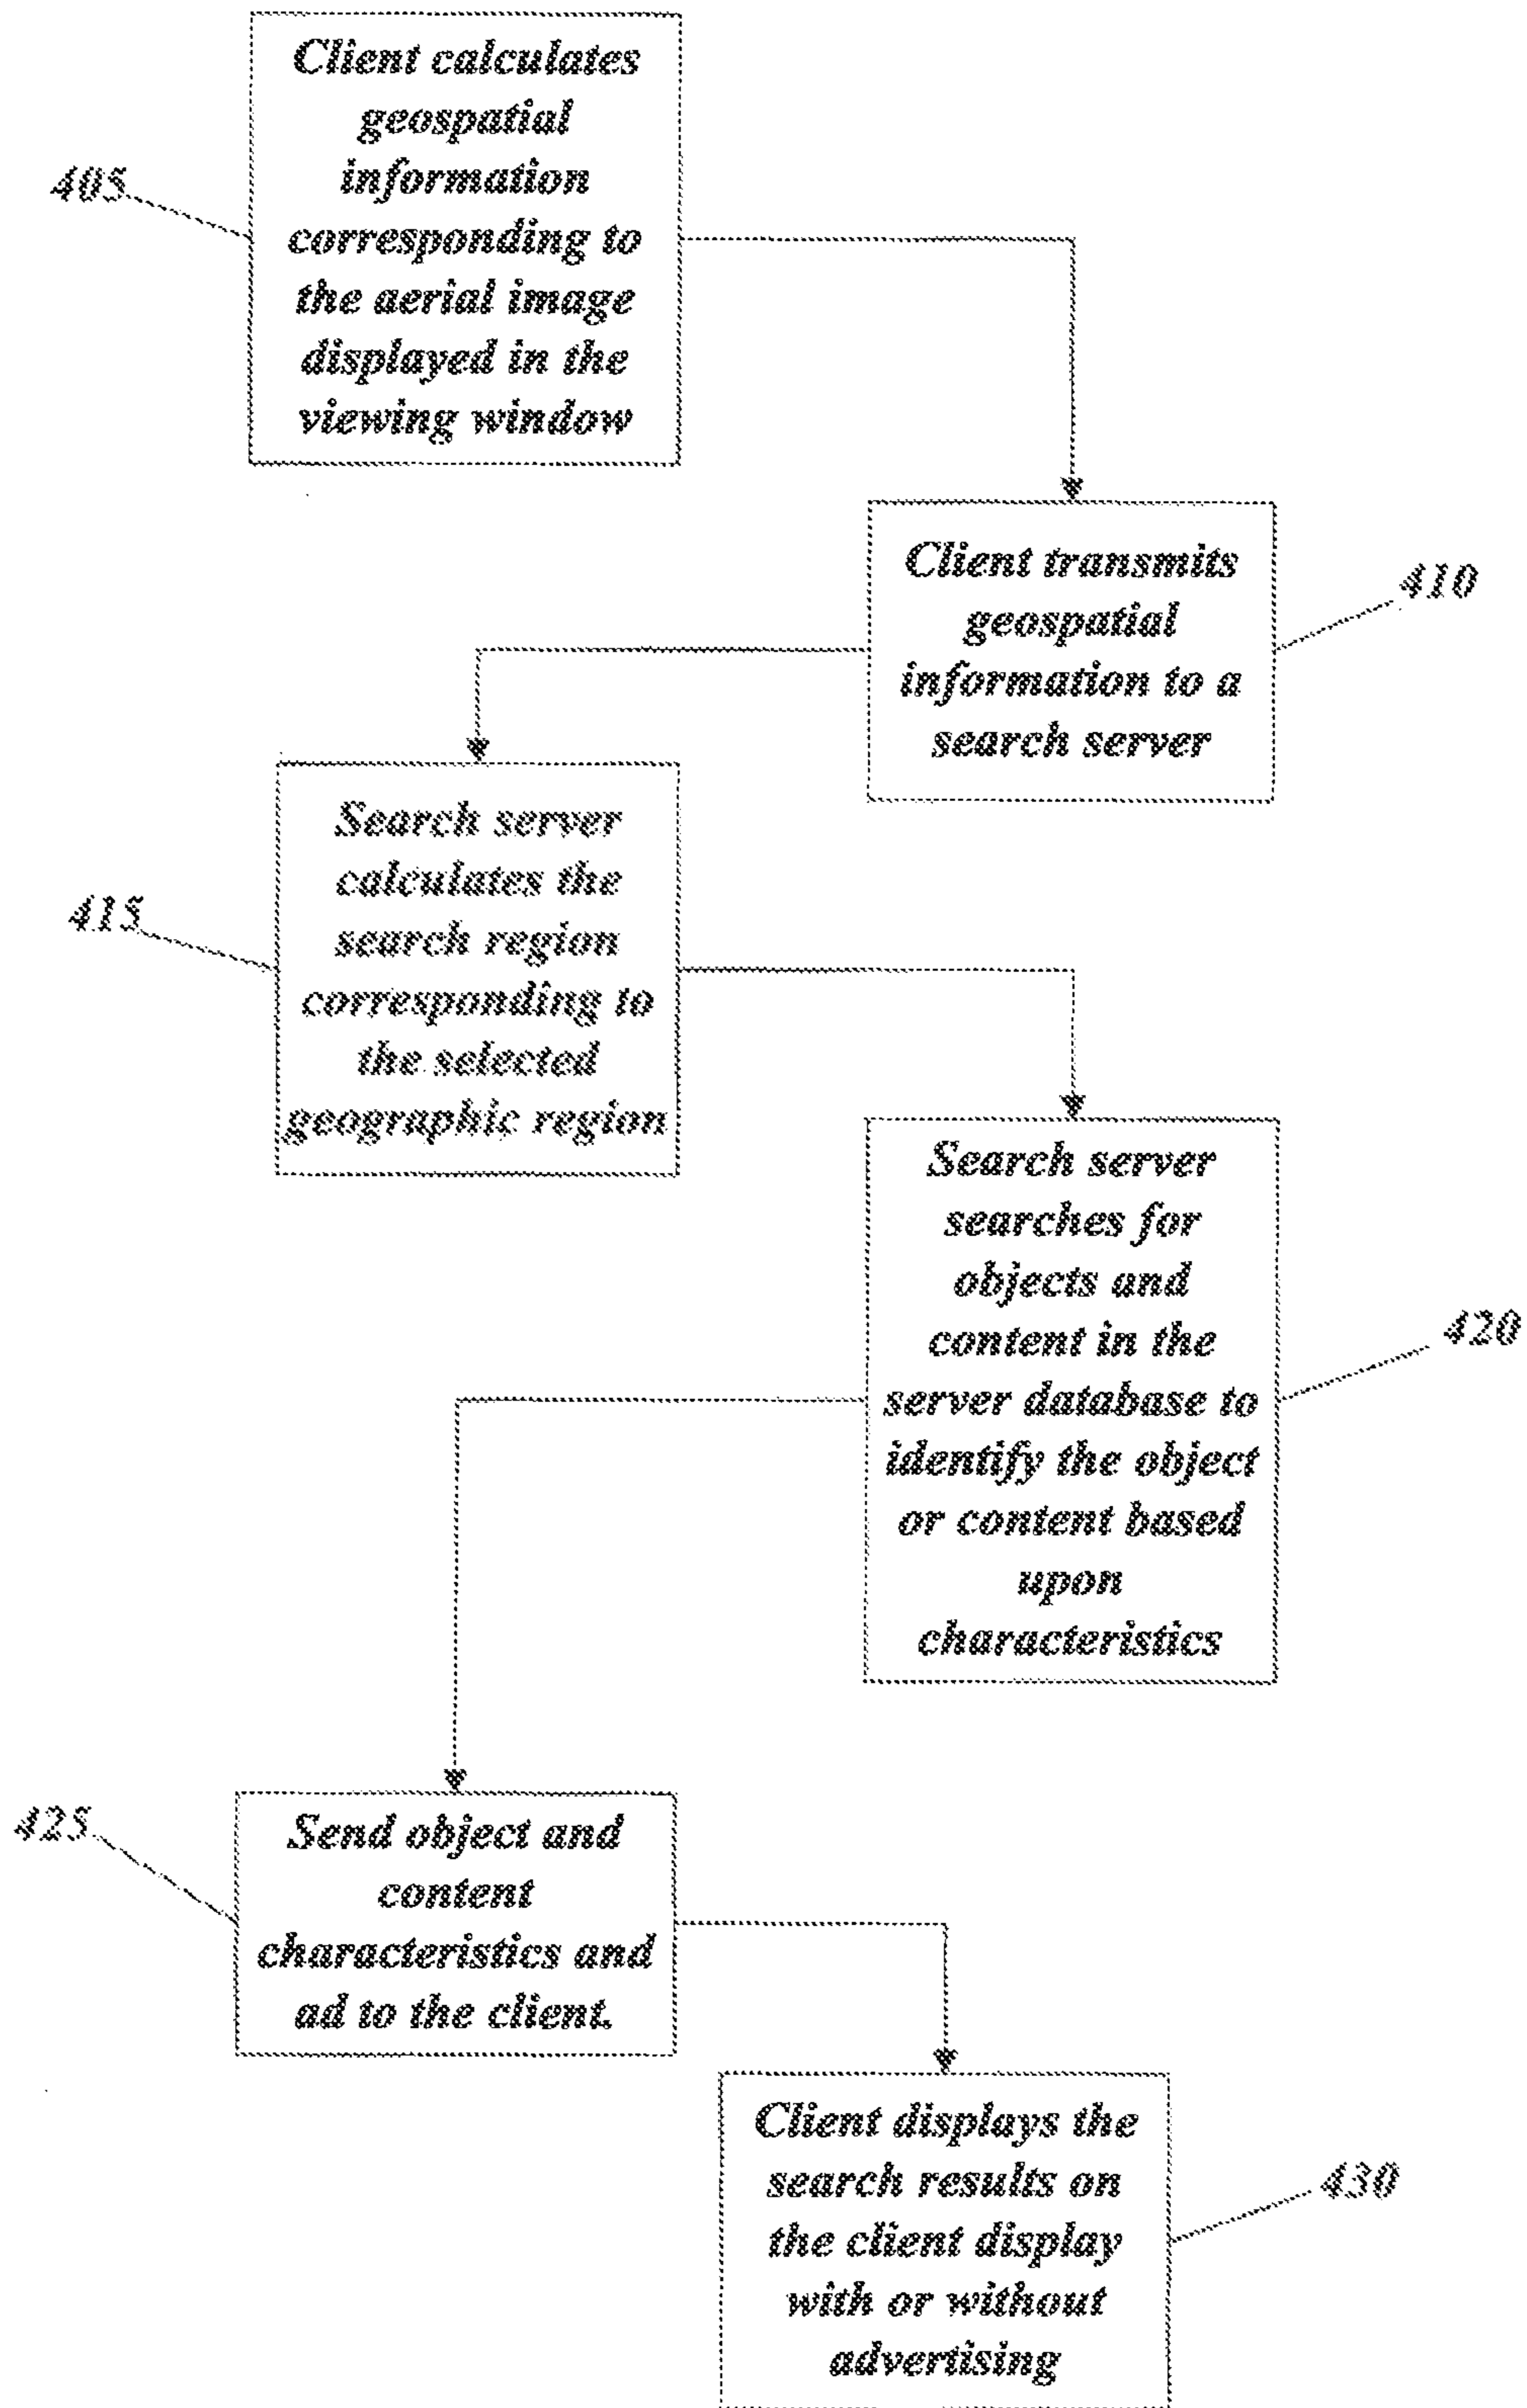 Client calculates
geospatial
information
corresponding to
the aerial image
displayed in the
viewing window
405
Client transmits
geospatial
information to a
search server
410
Search server
calculates the
search region
corresponding to
the selected
geographic region
415
Search server
searches for
objects and
content in the
server database to
identify the object
or content based
upon
characteristics
420
Send object and
content
characteristics and
ad to the client.
425
Client displays the
search results on
the client display
with or without
advertising
430